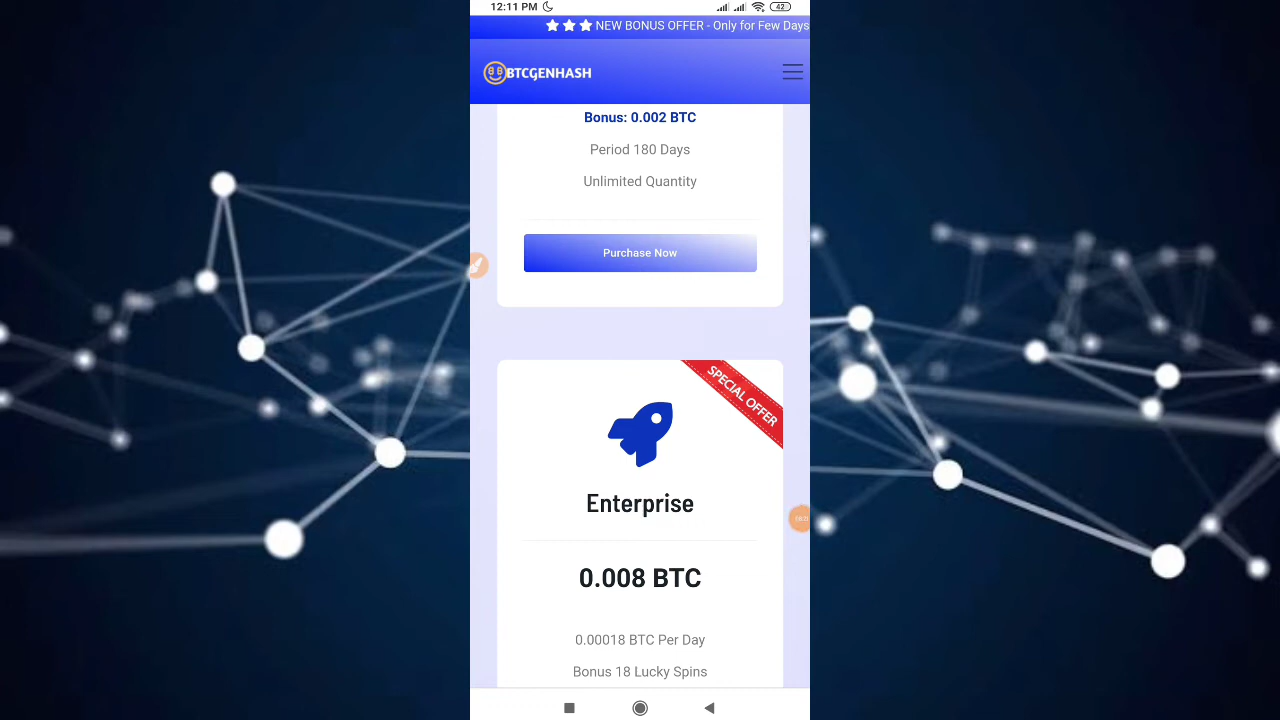 12:11 PM
42
NEW BONUS OFFER - Only for Few Days
BTCGENHASH
Bonus: 0.002 BTC
Period 180 Days
Unlimited Quantity
Purchase Now
SPECIAL OFFER
Enterprise
0.008 BTC
0.00018 BTC Per Day
Bonus 18 Lucky Spins